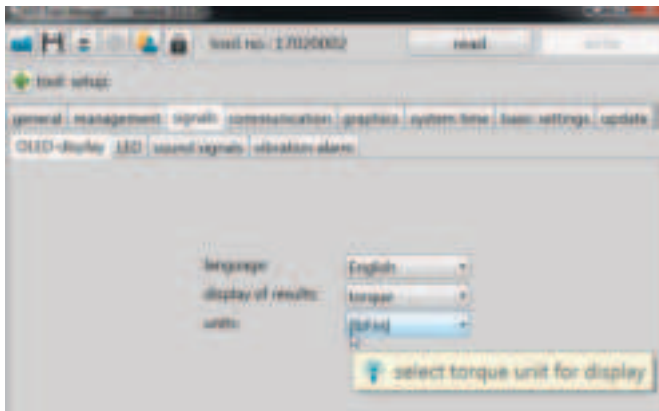 tool no. 17020002 read write
tool setup:
general management signals communication graphics system time basic settings update
OLED-display LED sound signals vibration alarm
language: English
display of results: torque
units:
select torque unit for display